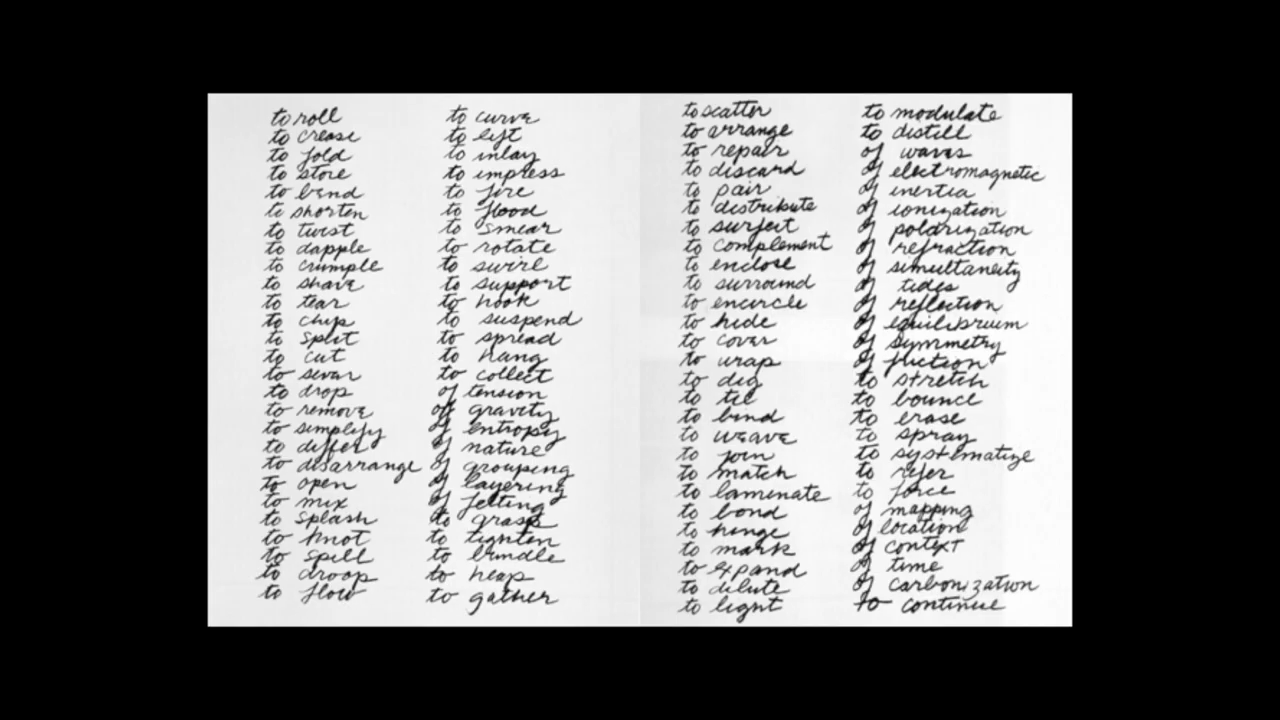 to roll
to crease
to fold
to store
to bend
to shorten
to twist
to dapple
to crumple
to shave
to tear
to chip
to split
to cut
to sever
to drop
to remove
to simplify
to differ
to disarrange
to open
to mix
to splash
to knot
to spill
to droop
to flow
to curve
to lift
to inlay
to impress
to fire
to flood
to smear
to rotate
to swirl
to support
to hook
to suspend
to spread
to hang
to collect
of tension
of gravity
of entropy
of nature
of grouping
of layering
of felting
to grasp
to tighten
to bundle
to heap
to gather
to scatter
to arrange
to repair
to discard
to pair
to distribute
to surfeit
to complement
to enclose
to surround
to encircle
to hide
to cover
to wrap
to dig
to tie
to bind
to weave
to join
to match
to laminate
to bond
to hinge
to mark
to expand
to dilute
to light
to modulate
to distill
of waves
of electromagnetic
of inertia
of ionization
of polarization
of refraction
of simultaneity
of tides
of reflection
of equilibrium
of symmetry
of friction
to stretch
to bounce
to erase
to spray
to systematize
to refer
to force
of mapping
of location
of context
of time
of carbonization
to continue